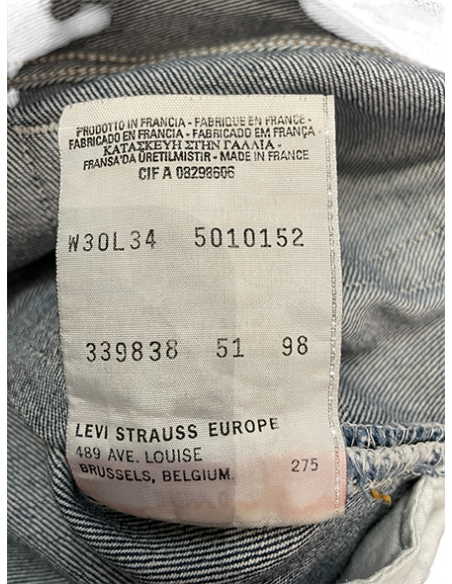 PRODOTTO IN FRANCIA - FABRIQUE EN FRANCE -
FABRICADO EN FRANCIA - FABRICADO EM FRANÇA -
ΚΑΤΑΣΚΕΥΗ ΣΤΗΝ ΓΑΛΛΙΑ -
FRANSA'DA ÜRETILMISTIR - MADE IN FRANCE
CIF A 08298606
W30L34 5010152
339838 51 98
LEVI STRAUSS EUROPE
489 AVE. LOUISE
BRUSSELS, BELGIUM. 275